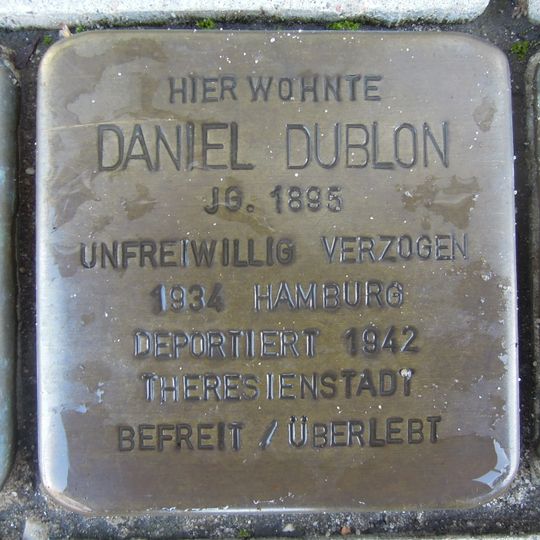 HIER WOHNTE
DANIEL DUBLON
JG. 1895
UNFREIWILLIG VERZOGEN
1934 HAMBURG
DEPORTIERT 1942
THERESIENSTADT
BEFREIT / ÜBERLEBT